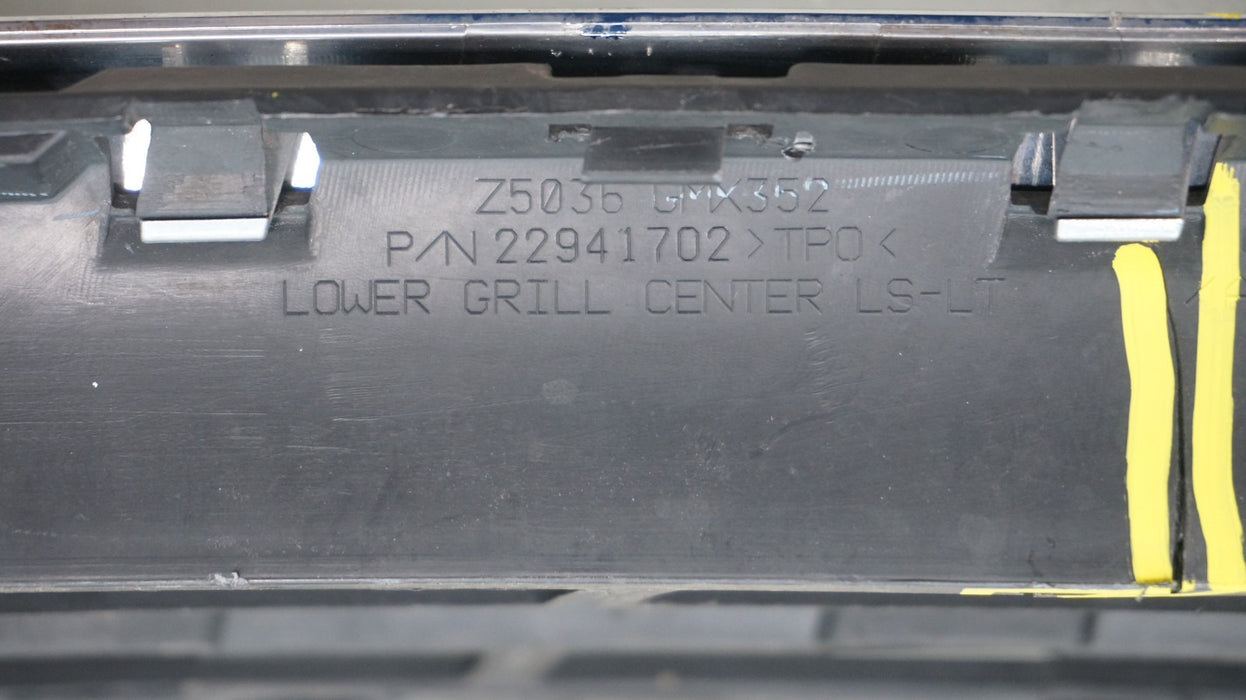 Z5036 GMX352
P/N 22941702 >TPO<
LOWER GRILL CENTER LS-LT